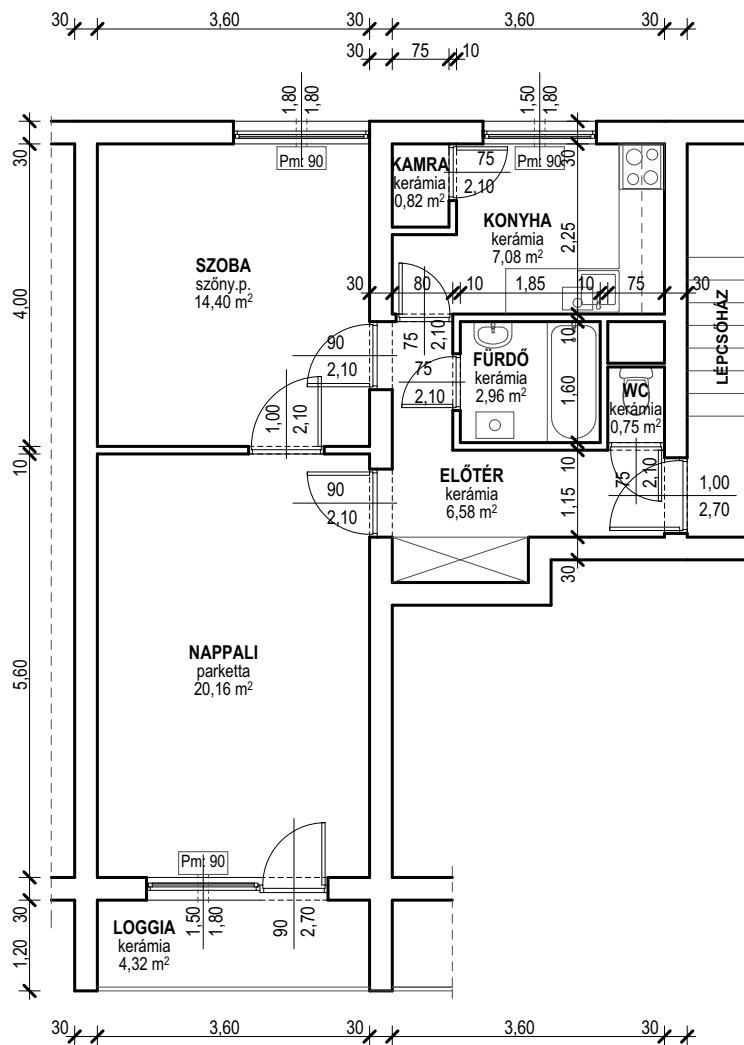 30
3,60
30
3,60
30
30
75
10
1,80
1,80
1,50
1,80
30
Pm: 90
KAMRA
kerámia
0,82 m²
75
2,10
Pm: 90
30
KONYHA
kerámia
7,08 m²
2,25
SZOBA
szőny.p.
14,40 m²
4,00
30
80
10
1,85
10
75
30
LÉPCSŐHÁZ
75
2,10
10
90
2,10
75
2,10
FÜRDŐ
kerámia
2,96 m²
1,60
WC
kerámia
0,75 m²
1,00
2,10
10
10
75
2,10
90
2,10
ELŐTÉR
kerámia
6,58 m²
1,15
1,00
2,70
30
5,60
NAPPALI
parketta
20,16 m²
Pm: 90
30
1,50
1,80
90
2,70
LOGGIA
kerámia
4,32 m²
1,20
30
3,60
30
3,60
30